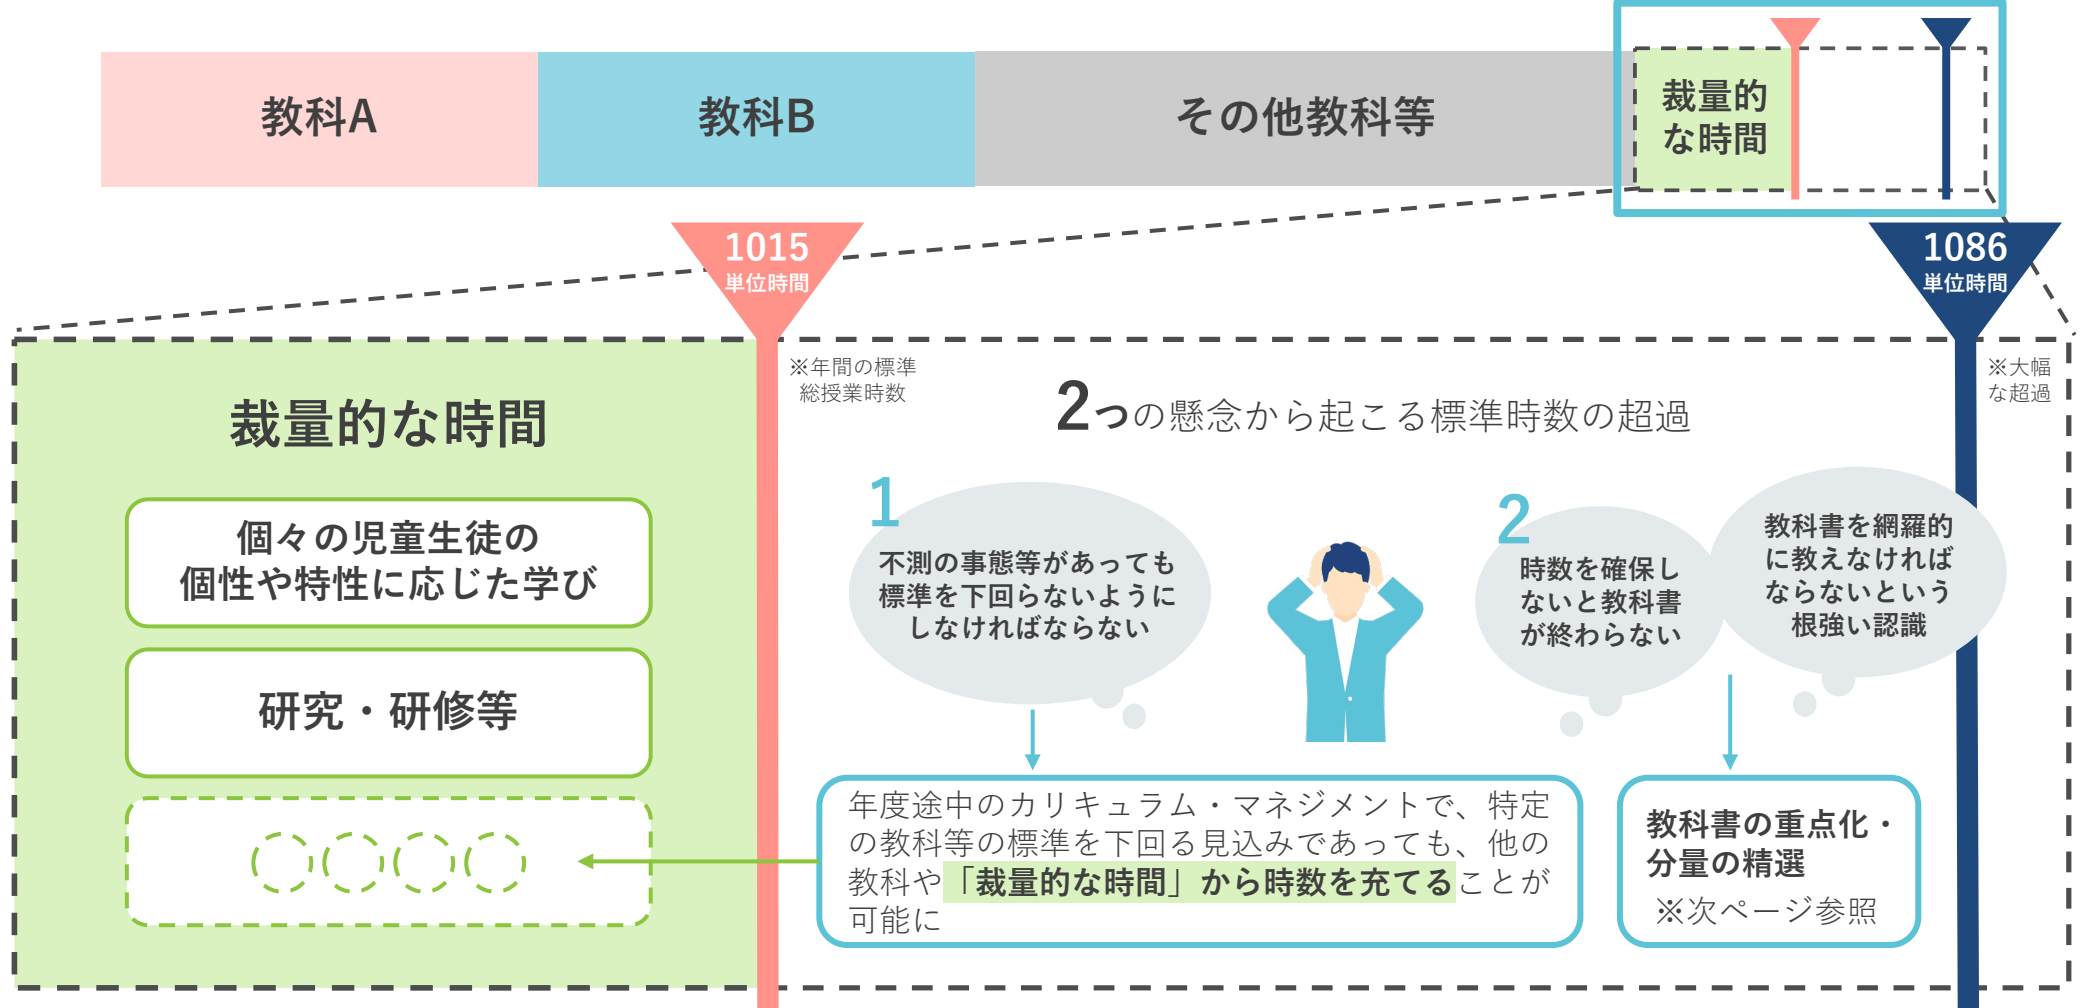 教科A
教科B
その他教科等
裁量的
な時間
1015
単位時間
1086
単位時間
※年間の標準
総授業時数
※大幅
な超過
裁量的な時間
個々の児童生徒の
個性や特性に応じた学び
研究・研修等
2つの懸念から起こる標準時数の超過
1
不測の事態等があっても
標準を下回らないように
しなければならない
2
時数を確保し
ないと教科書
が終わらない
教科書を網羅的
に教えなければ
ならないという
根強い認識
年度途中のカリキュラム・マネジメントで、特定
の教科等の標準を下回る見込みであっても、他の
教科や「裁量的な時間」から時数を充てることが
可能に
教科書の重点化・
分量の精選
※次ページ参照